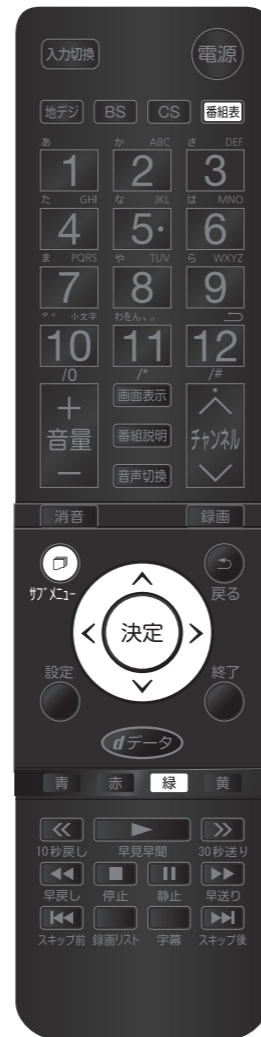 入力切換 電源
地デジ BS CS 番組表
あ か ABC さ DEF
1 2 3
た GHI な JKL は MNO
4 5・ 6
ま PQRS や TUV ら WXYZ
7 8 9
゛゜ 小文字 わをん、。
10 11 12
/0 /* /#
+ 画面表示
音量 番組説明 チャンネル
− 音声切換
消音 録画
サブメニュー 戻る
決定
設定 終了
dデータ
青 赤 緑 黄
10秒戻し 早見早聞 30秒送り
早戻し 停止 静止 早送り
スキップ前 録画リスト 字幕 スキップ後